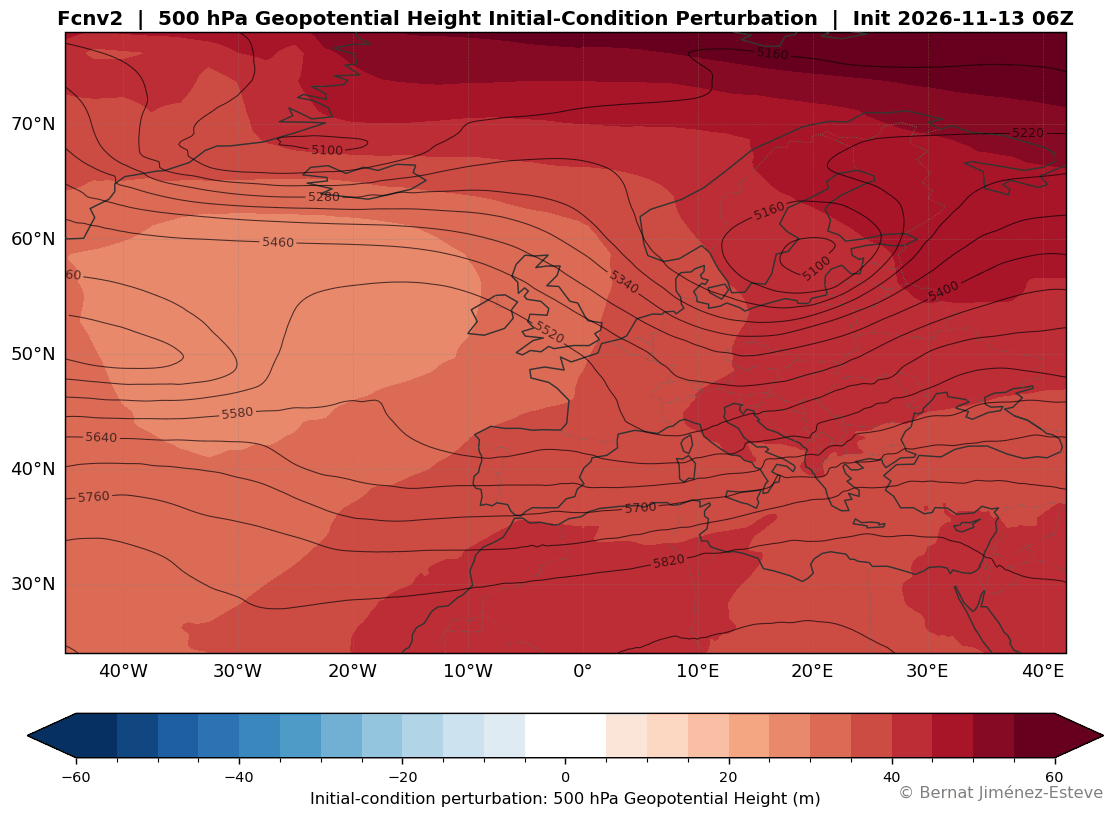 Fcnv2 | 500 hPa Geopotential Height Initial-Condition Perturbation | Init 2026-11-13 06Z
5160
70°N
5220
5100
5280
5160
60°N
5460
5100
60
5340
5400
50°N
5520
5580
5640
40°N
5760
5700
5820
30°N
40°W 30°W 20°W 10°W 0° 10°E 20°E 30°E 40°E
−60 −40 −20 0 20 40 60
Initial-condition perturbation: 500 hPa Geopotential Height (m)
© Bernat Jiménez-Esteve